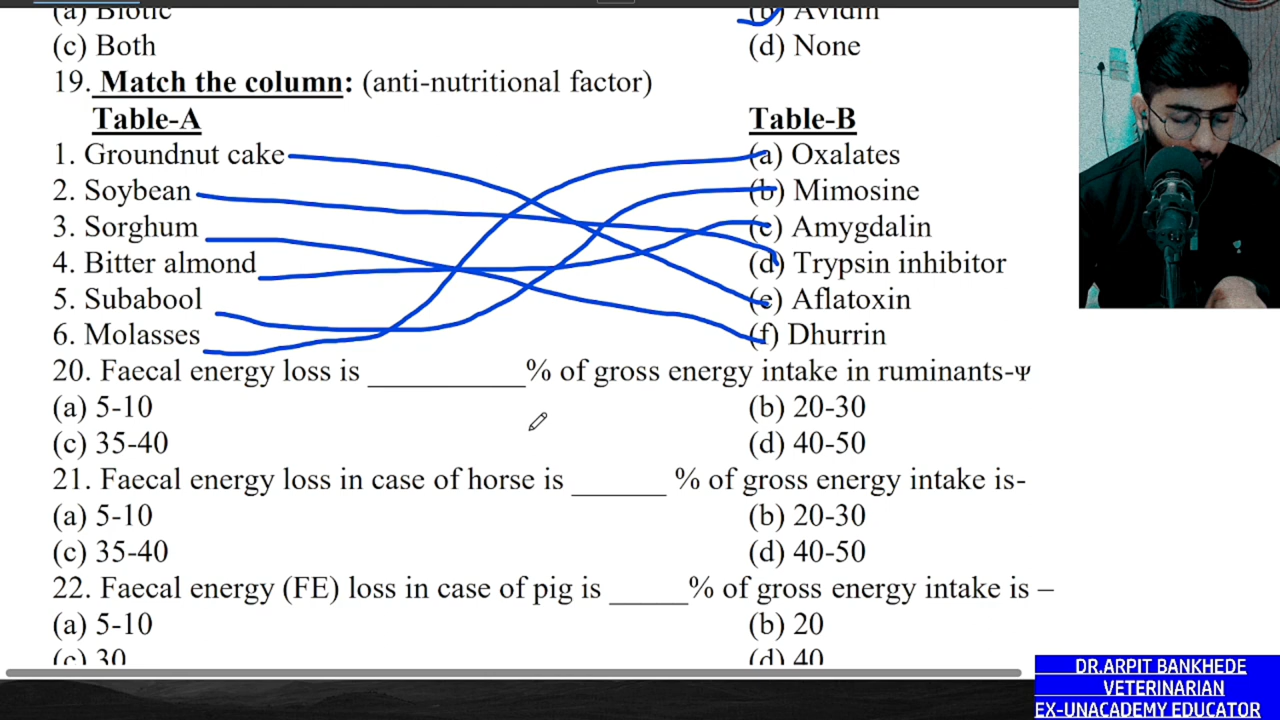 (a) Biotic
(b) Avidin
(c) Both
(d) None
19. Match the column: (anti-nutritional factor)
Table-A
Table-B
1. Groundnut cake
(a) Oxalates
2. Soybean
(b) Mimosine
3. Sorghum
(c) Amygdalin
4. Bitter almond
(d) Trypsin inhibitor
5. Subabool
(e) Aflatoxin
6. Molasses
(f) Dhurrin
20. Faecal energy loss is __________% of gross energy intake in ruminants-Ψ
(a) 5-10
(b) 20-30
(c) 35-40
(d) 40-50
21. Faecal energy loss in case of horse is ______ % of gross energy intake is-
(a) 5-10
(b) 20-30
(c) 35-40
(d) 40-50
22. Faecal energy (FE) loss in case of pig is _____% of gross energy intake is –
(a) 5-10
(b) 20
(c) 30
(d) 40
DR.ARPIT BANKHEDE
VETERINARIAN
EX-UNACADEMY EDUCATOR